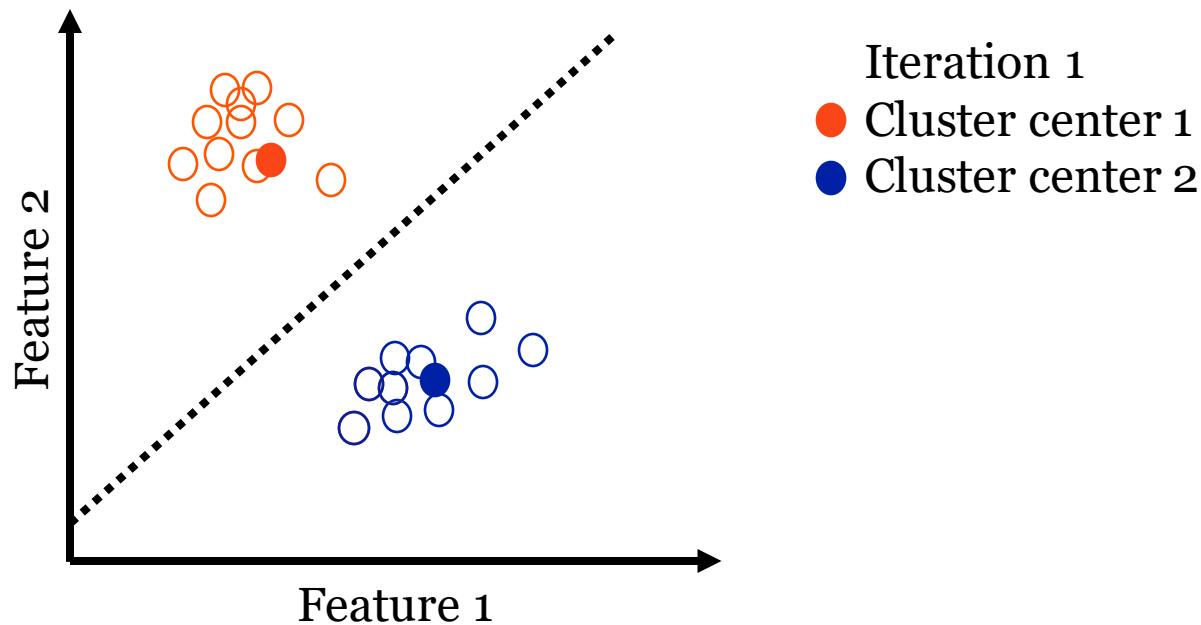 Iteration 1
Cluster center 1
Cluster center 2
Feature 2
Feature 1